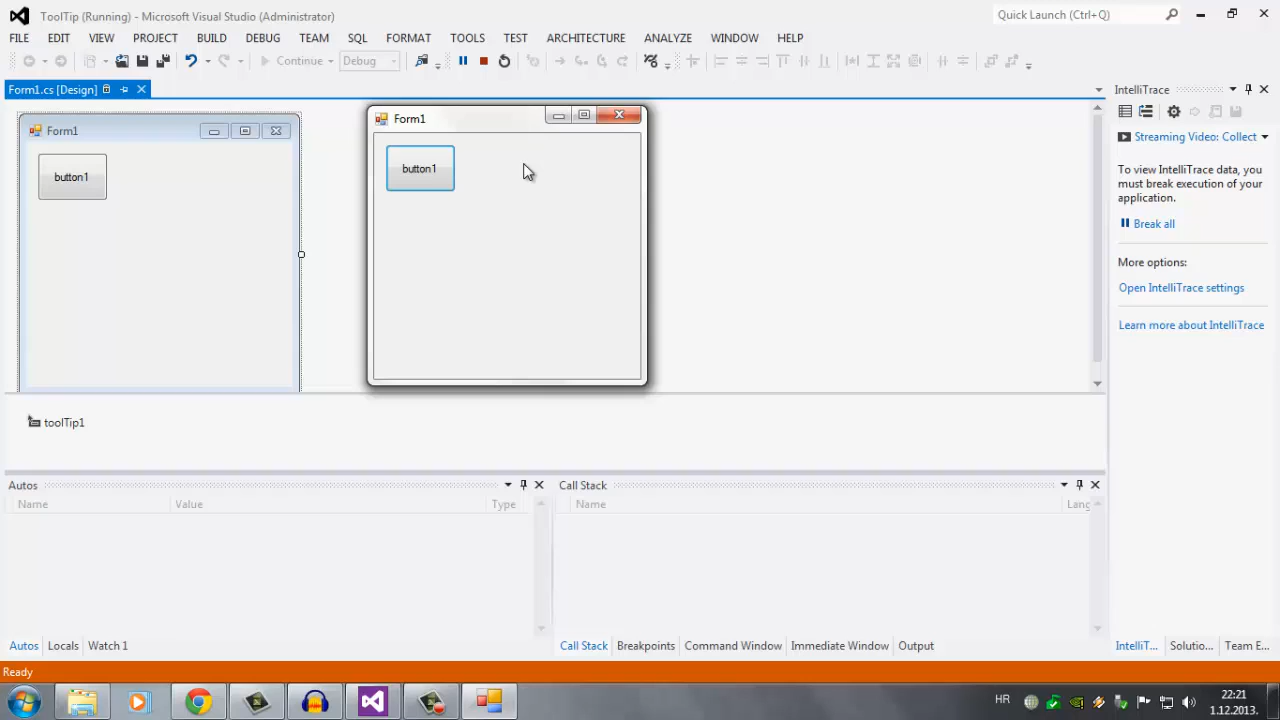 ToolTip (Running) - Microsoft Visual Studio (Administrator)
Quick Launch (Ctrl+Q)
FILE EDIT VIEW PROJECT BUILD DEBUG TEAM SQL FORMAT TOOLS TEST ARCHITECTURE ANALYZE WINDOW HELP
Continue Debug
Form1.cs [Design]
IntelliTrace
Form1
button1
Form1
button1
Streaming Video: Collect
To view IntelliTrace data, you
must break execution of your
application.
Break all
More options:
Open IntelliTrace settings
Learn more about IntelliTrace
toolTip1
Autos
Name Value Type
Call Stack
Name Lang
Autos Locals Watch 1
Call Stack Breakpoints Command Window Immediate Window Output
IntelliT... Solutio... Team E...
Ready
HR
22:21
1.12.2013.